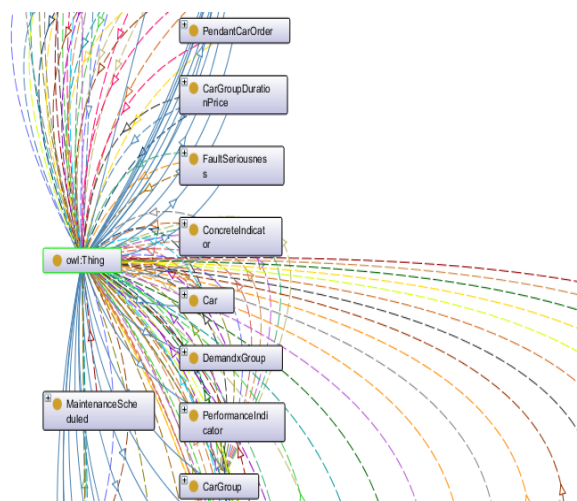 PendantCarOrder
CarGroupDuratio
nPrice
FaultSeriousnes
s
ConcreteIndicat
or
owl:Thing
Car
DemandxGroup
MaintenanceSche
duled
PerformanceIndi
cator
CarGroup